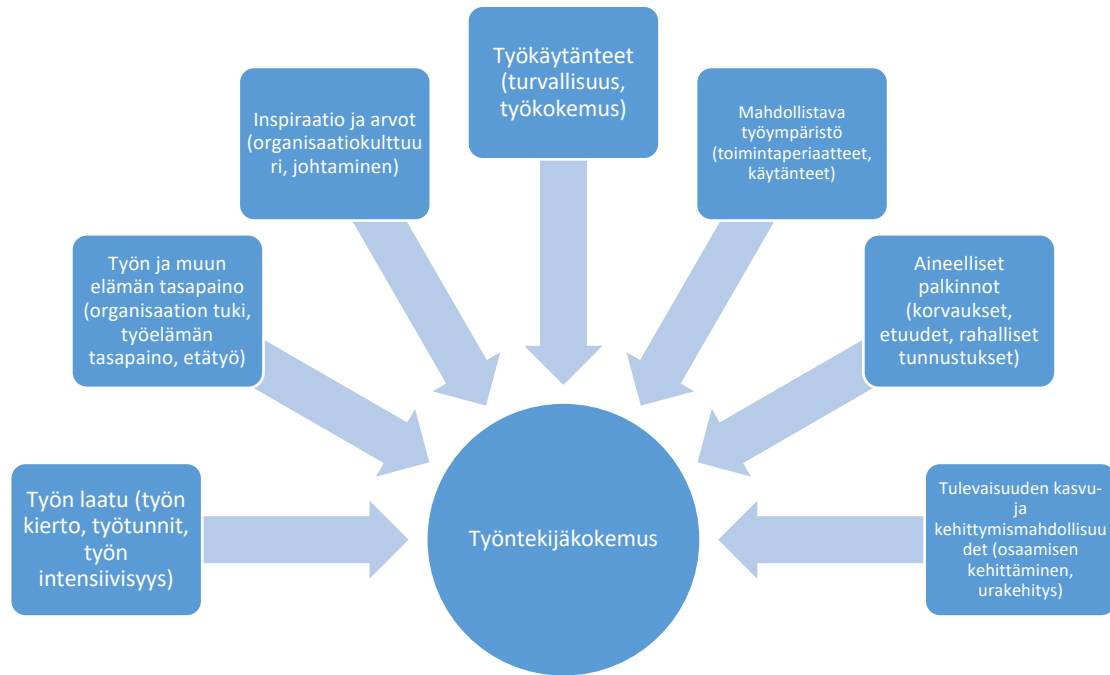 Työkäytänteet
(turvallisuus,
työkokemus)
Inspiraatio ja arvot
(organisaatiokulttuu
ri, johtaminen)
Mahdollistava
työympäristö
(toimintaperiaatteet,
käytänteet)
Työn ja muun
elämän tasapaino
(organisaation tuki,
työelämän
tasapaino, etätyö)
Aineelliset
palkinnot
(korvaukset,
etuudet, rahalliset
tunnustukset)
Työn laatu (työn
kierto, työtunnit,
työn
intensiivisyys)
Työntekijäkokemus
Tulevaisuuden kasvu-
ja
kehittymismahdollisuu
det (osaamisen
kehittäminen,
urakehitys)